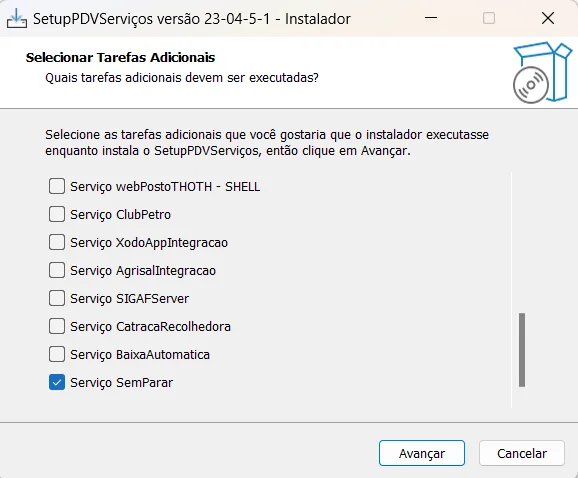 SetupPDVServiços versão 23-04-5-1 - Instalador
Selecionar Tarefas Adicionais
Quais tarefas adicionais devem ser executadas?
Selecione as tarefas adicionais que você gostaria que o instalador executasse
enquanto instala o SetupPDVServiços, então clique em Avançar.
Serviço webPostoTHOTH - SHELL
Serviço ClubPetro
Serviço XodoAppIntegracao
Serviço AgrisalIntegracao
Serviço SIGAFServer
Serviço CatracaRecolhedora
Serviço BaixaAutomatica
Serviço SemParar
Avançar
Cancelar